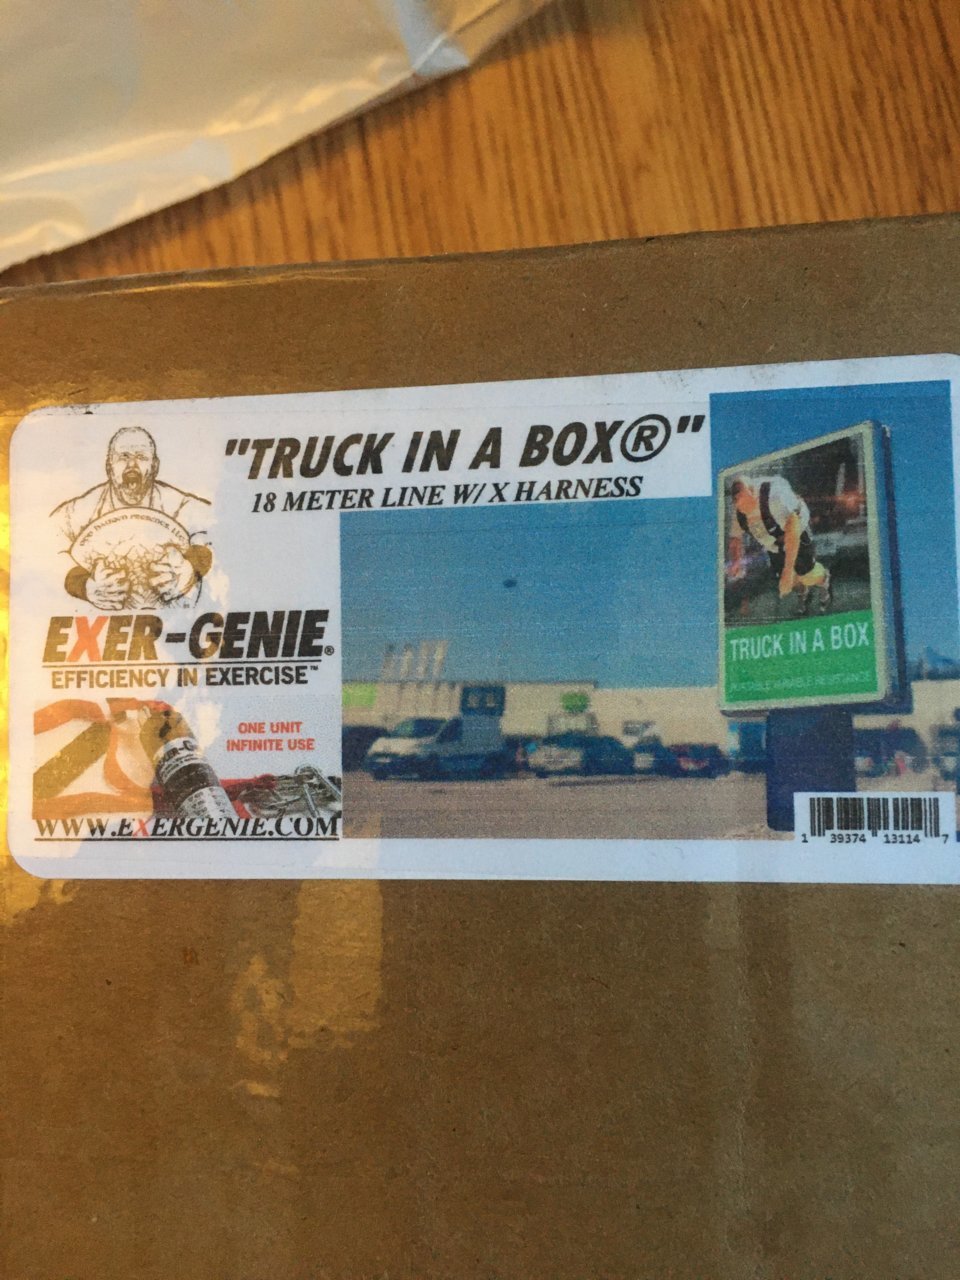 "TRUCK IN A BOX®"
18 METER LINE W/ X HARNESS
EXER-GENIE®
EFFICIENCY IN EXERCISE™
ONE UNIT
INFINITE USE
WWW.EXERGENIE.COM
TRUCK IN A BOX
1 39374 13114 7